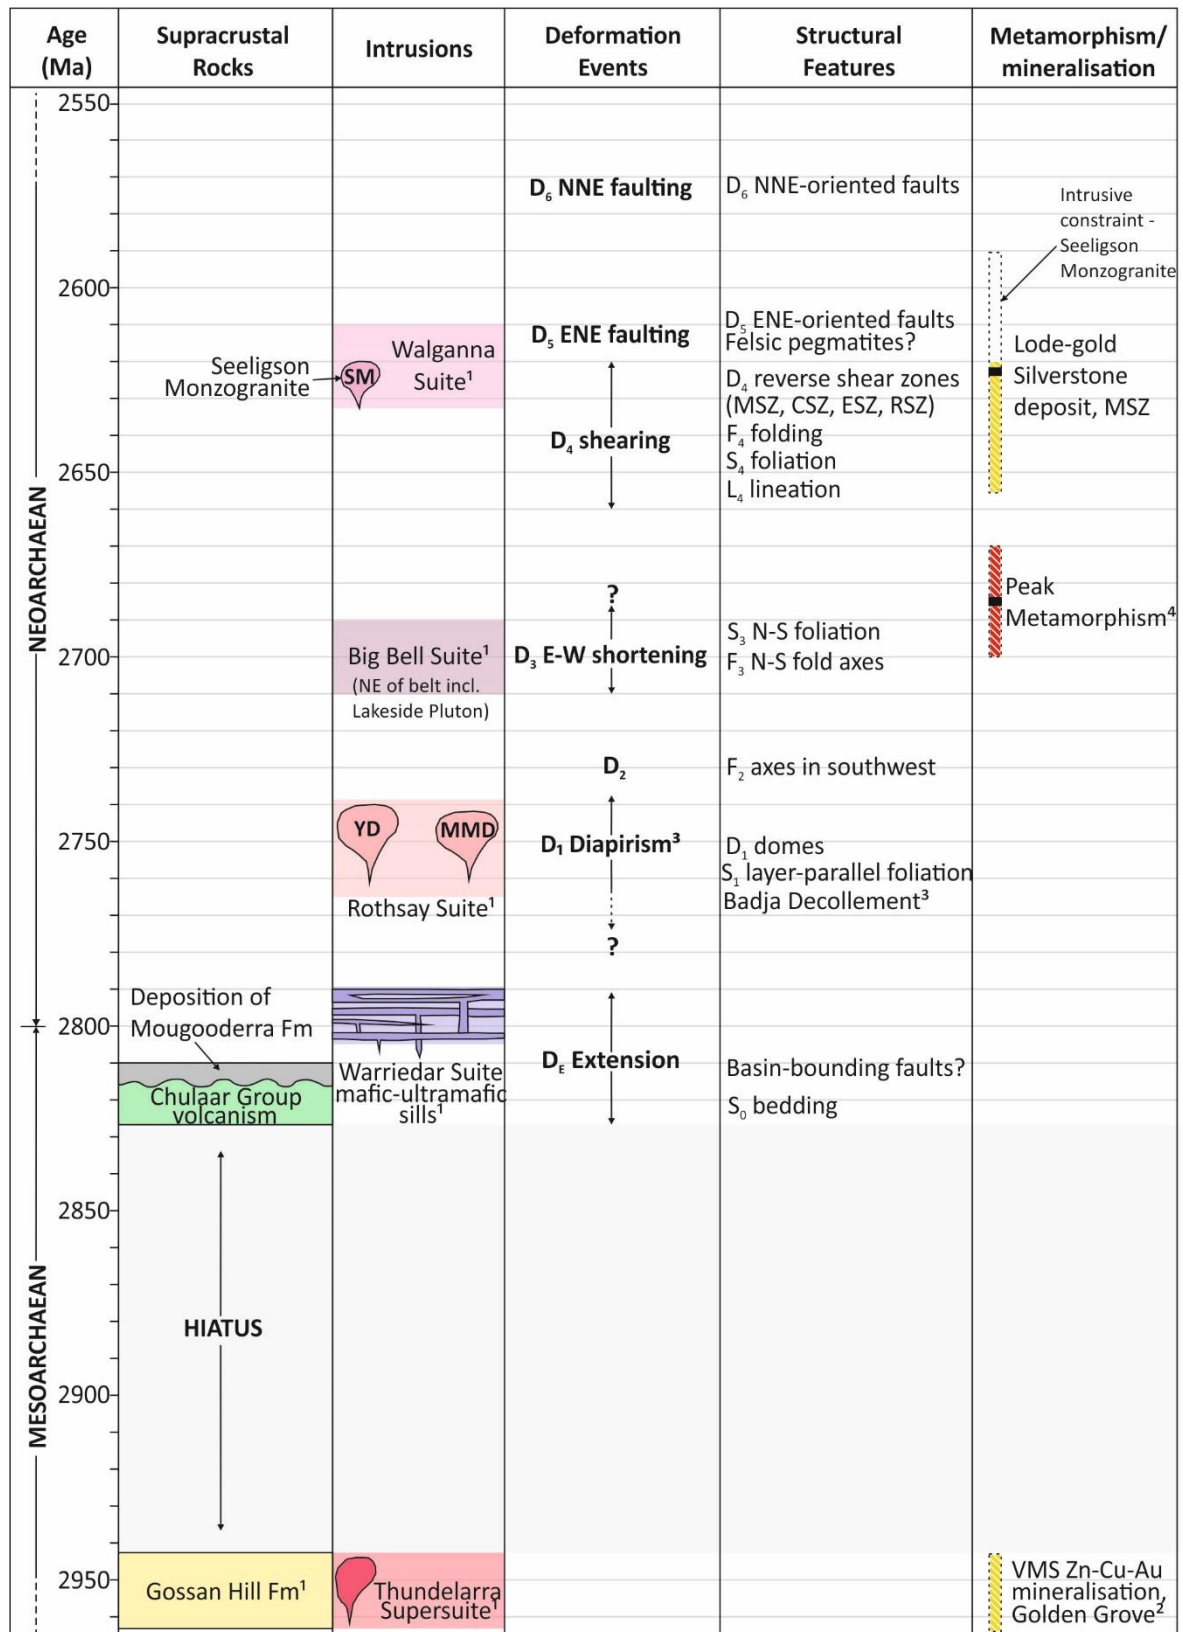 Age
(Ma)
Supracrustal
Rocks
Intrusions
Deformation
Events
Structural
Features
Metamorphism/
mineralisation
2550
2600
2650
2700
2750
2800
2850
2900
2950
NEOARCHAEAN
MESOARCHAEAN
Seeligson
Monzogranite
Deposition of
Mougooderra Fm
Chulaar Group
volcanism
HIATUS
Gossan Hill Fm¹
Walganna
Suite¹
SM
Big Bell Suite¹
(NE of belt incl.
Lakeside Pluton)
YD
MMD
Rothsay Suite¹
Warriedar Suite
mafic-ultramafic
sills¹
Thundelarra
Supersuite¹
D₆ NNE faulting
D₅ ENE faulting
D₄ shearing
?
D₃ E-W shortening
D₂
D₁ Diapirism³
?
Dᴇ Extension
D₆ NNE-oriented faults
D₅ ENE-oriented faults
Felsic pegmatites?
D₄ reverse shear zones
(MSZ, CSZ, ESZ, RSZ)
F₄ folding
S₄ foliation
L₄ lineation
S₃ N-S foliation
F₃ N-S fold axes
F₂ axes in southwest
D₁ domes
S₁ layer-parallel foliation
Badja Decollement³
Basin-bounding faults?
S₀ bedding
Intrusive
constraint -
Seeligson
Monzogranite
Lode-gold
Silverstone
deposit, MSZ
Peak
Metamorphism⁴
VMS Zn-Cu-Au
mineralisation,
Golden Grove²